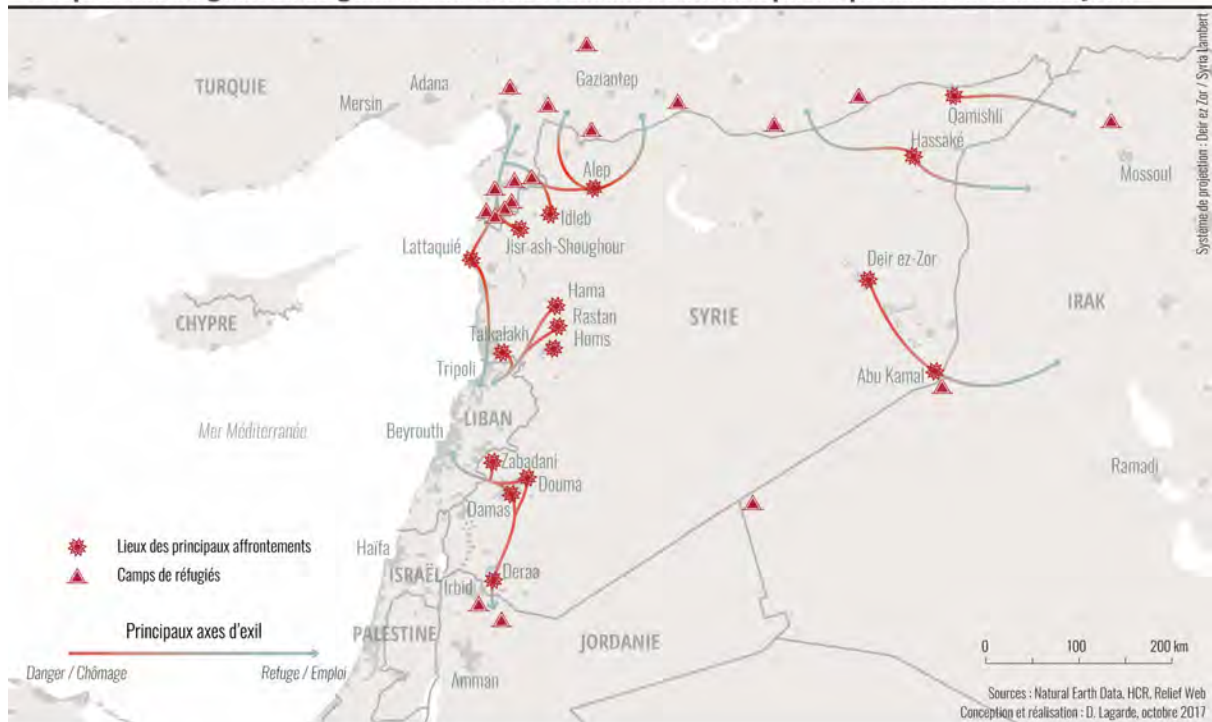 TURQUIE
Adana
Mersin
Gaziantep
Qamishli
Hassaké
Mossoul
Alep
Idleb
Jisr ash-Shoughour
Lattaquié
Deir ez-Zor
CHYPRE
Hama
Rastan
Homs
SYRIE
IRAK
Talkalakh
Tripoli
Abu Kamal
LIBAN
Mer Méditerranée
Beyrouth
Zabadani
Douma
Damas
Ramadi
Haïfa
ISRAËL
Irbid
Deraa
PALESTINE
JORDANIE
Amman
Lieux des principaux affrontements
Camps de réfugiés
Principaux axes d'exil
Danger / Chômage
Refuge / Emploi
0 100 200 km
Sources : Natural Earth Data, HCR, Relief Web
Conception et réalisation : D. Lagarde, octobre 2017
Système de projection : Deir ez Zor / Syria Lambert